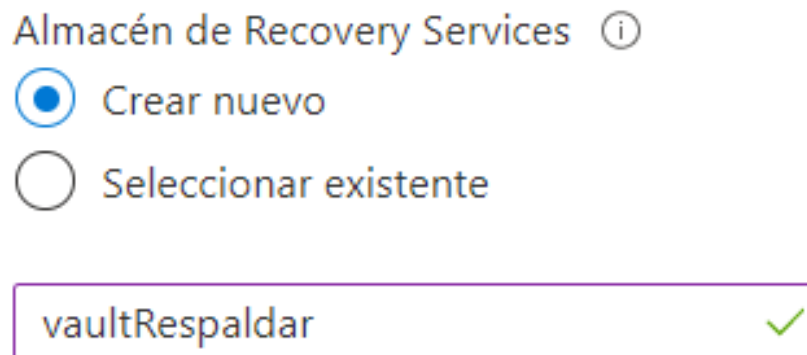 Almacén de Recovery Services
Crear nuevo
Seleccionar existente
vaultRespaldar